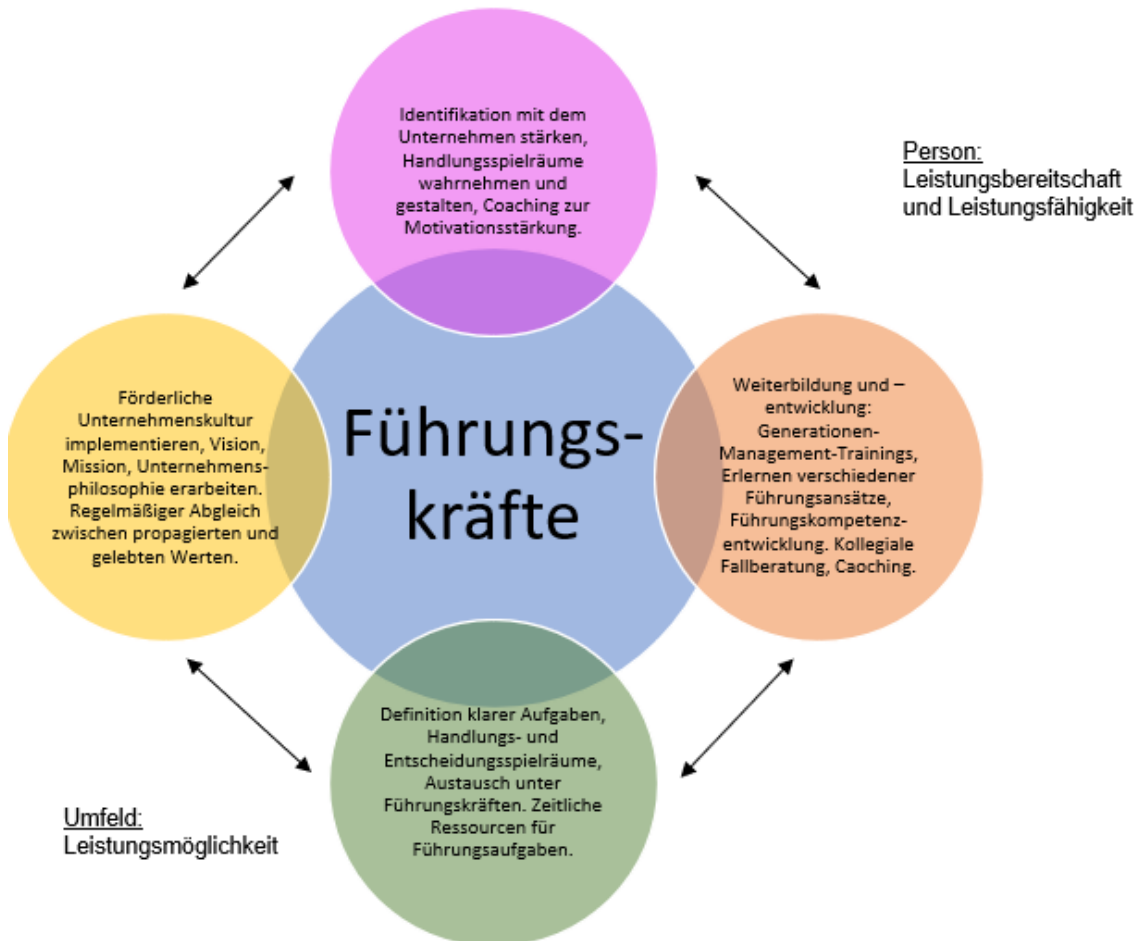 Identifikation mit dem
Unternehmen stärken,
Handlungsspielräume
wahrnehmen und
gestalten, Coaching zur
Motivationsstärkung.
Person:
Leistungsbereitschaft
und Leistungsfähigkeit
Förderliche
Unternehmenskultur
implementieren, Vision,
Mission, Unternehmens-
philosophie erarbeiten.
Regelmäßiger Abgleich
zwischen propagierten und
gelebten Werten.
Führungs-
kräfte
Weiterbildung und –
entwicklung:
Generationen-
Management-Trainings,
Erlernen verschiedener
Führungsansätze,
Führungskompetenz-
entwicklung. Kollegiale
Fallberatung, Caoching.
Definition klarer Aufgaben,
Handlungs- und
Entscheidungsspielräume,
Austausch unter
Führungskräften. Zeitliche
Ressourcen für
Führungsaufgaben.
Umfeld:
Leistungsmöglichkeit